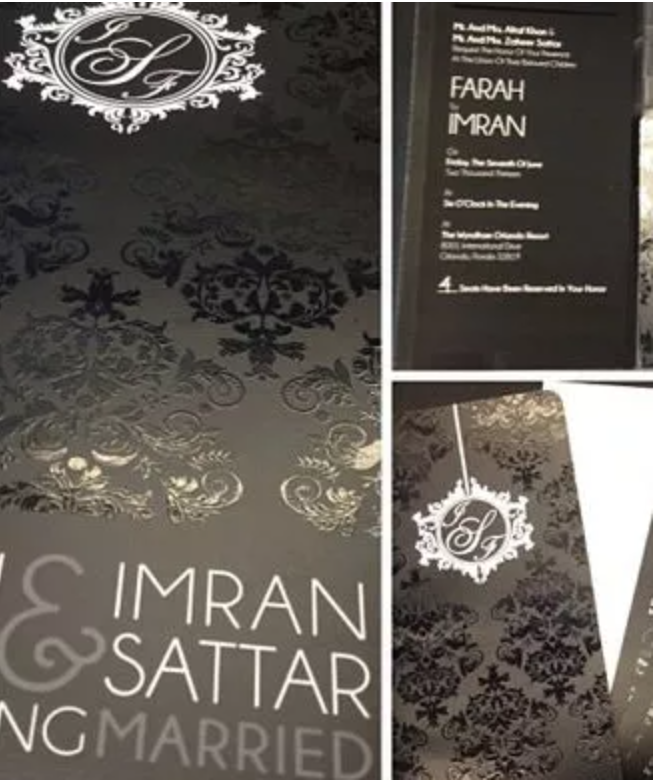 I S F
& IMRAN
SATTAR
NG MARRIED
Mr. And Mrs. Altaf Khan &
Mr. And Mrs. Zaheer Sattar
Request The Honor Of Your Presence
At The Union Of Their Beloved Children
FARAH
to
IMRAN
On
Friday, The Seventh Of June
Two Thousand Thirteen
At
Six O'Clock In The Evening
At
The Wyndham Orlando Resort
8001 International Drive
Orlando, Florida 32819
4 Seats Have Been Reserved In Your Honor
I S F